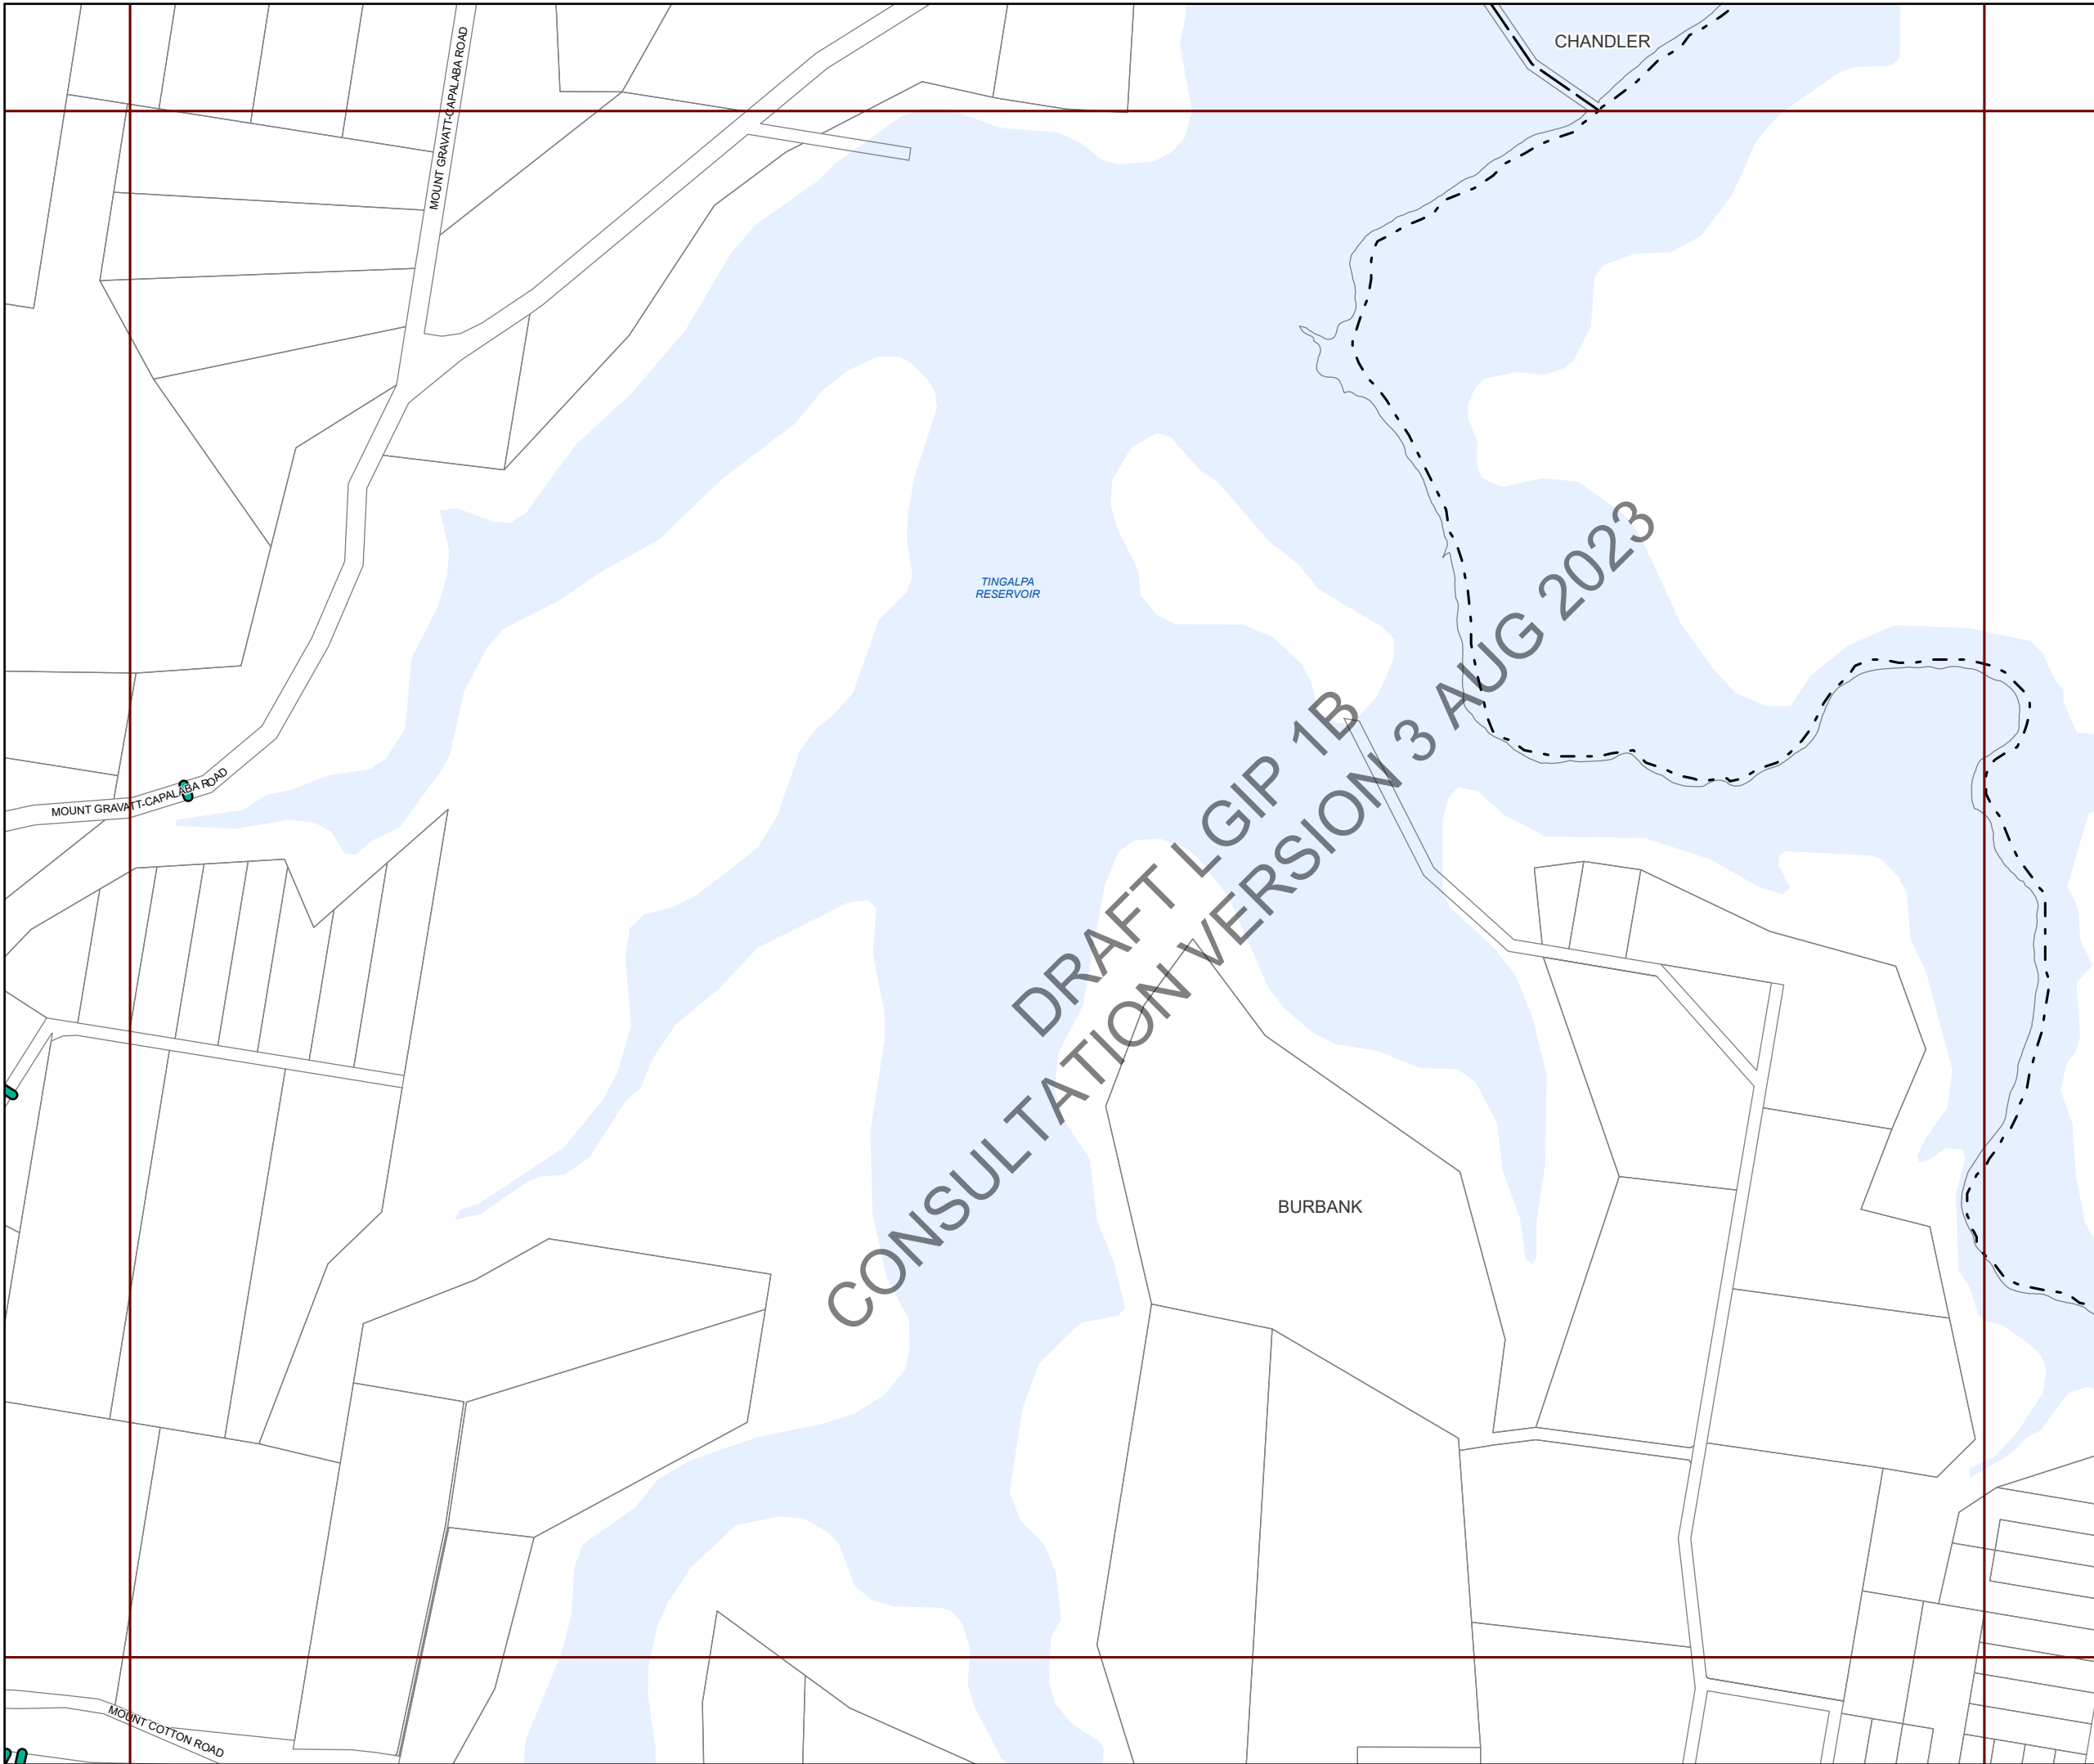 CHANDLER
MOUNT GRAVATT-CAPALABA ROAD
TINGALPA
RESERVOIR
MOUNT GRAVATT-CAPALABA ROAD
DRAFT LGIP 1B
CONSULTATION VERSION 3 AUG 2023
BURBANK
MOUNT COTTON ROAD